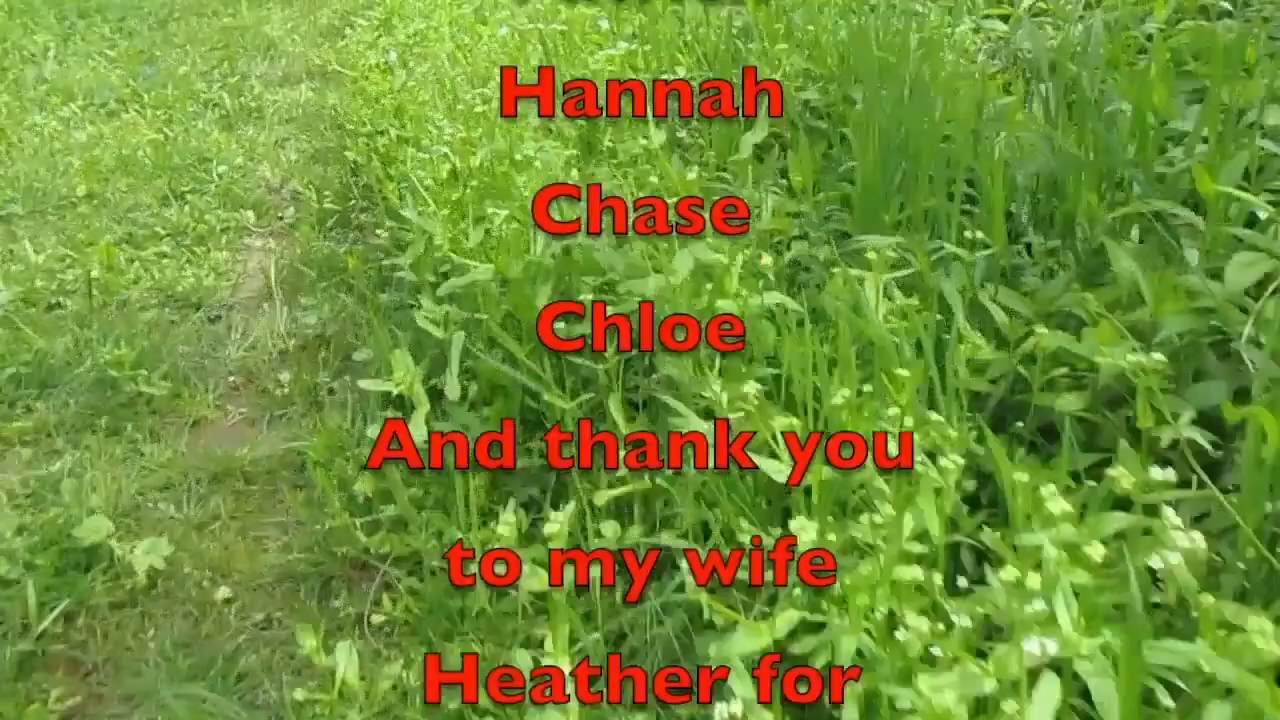 Hannah
Chase
Chloe
And thank you
to my wife
Heather for